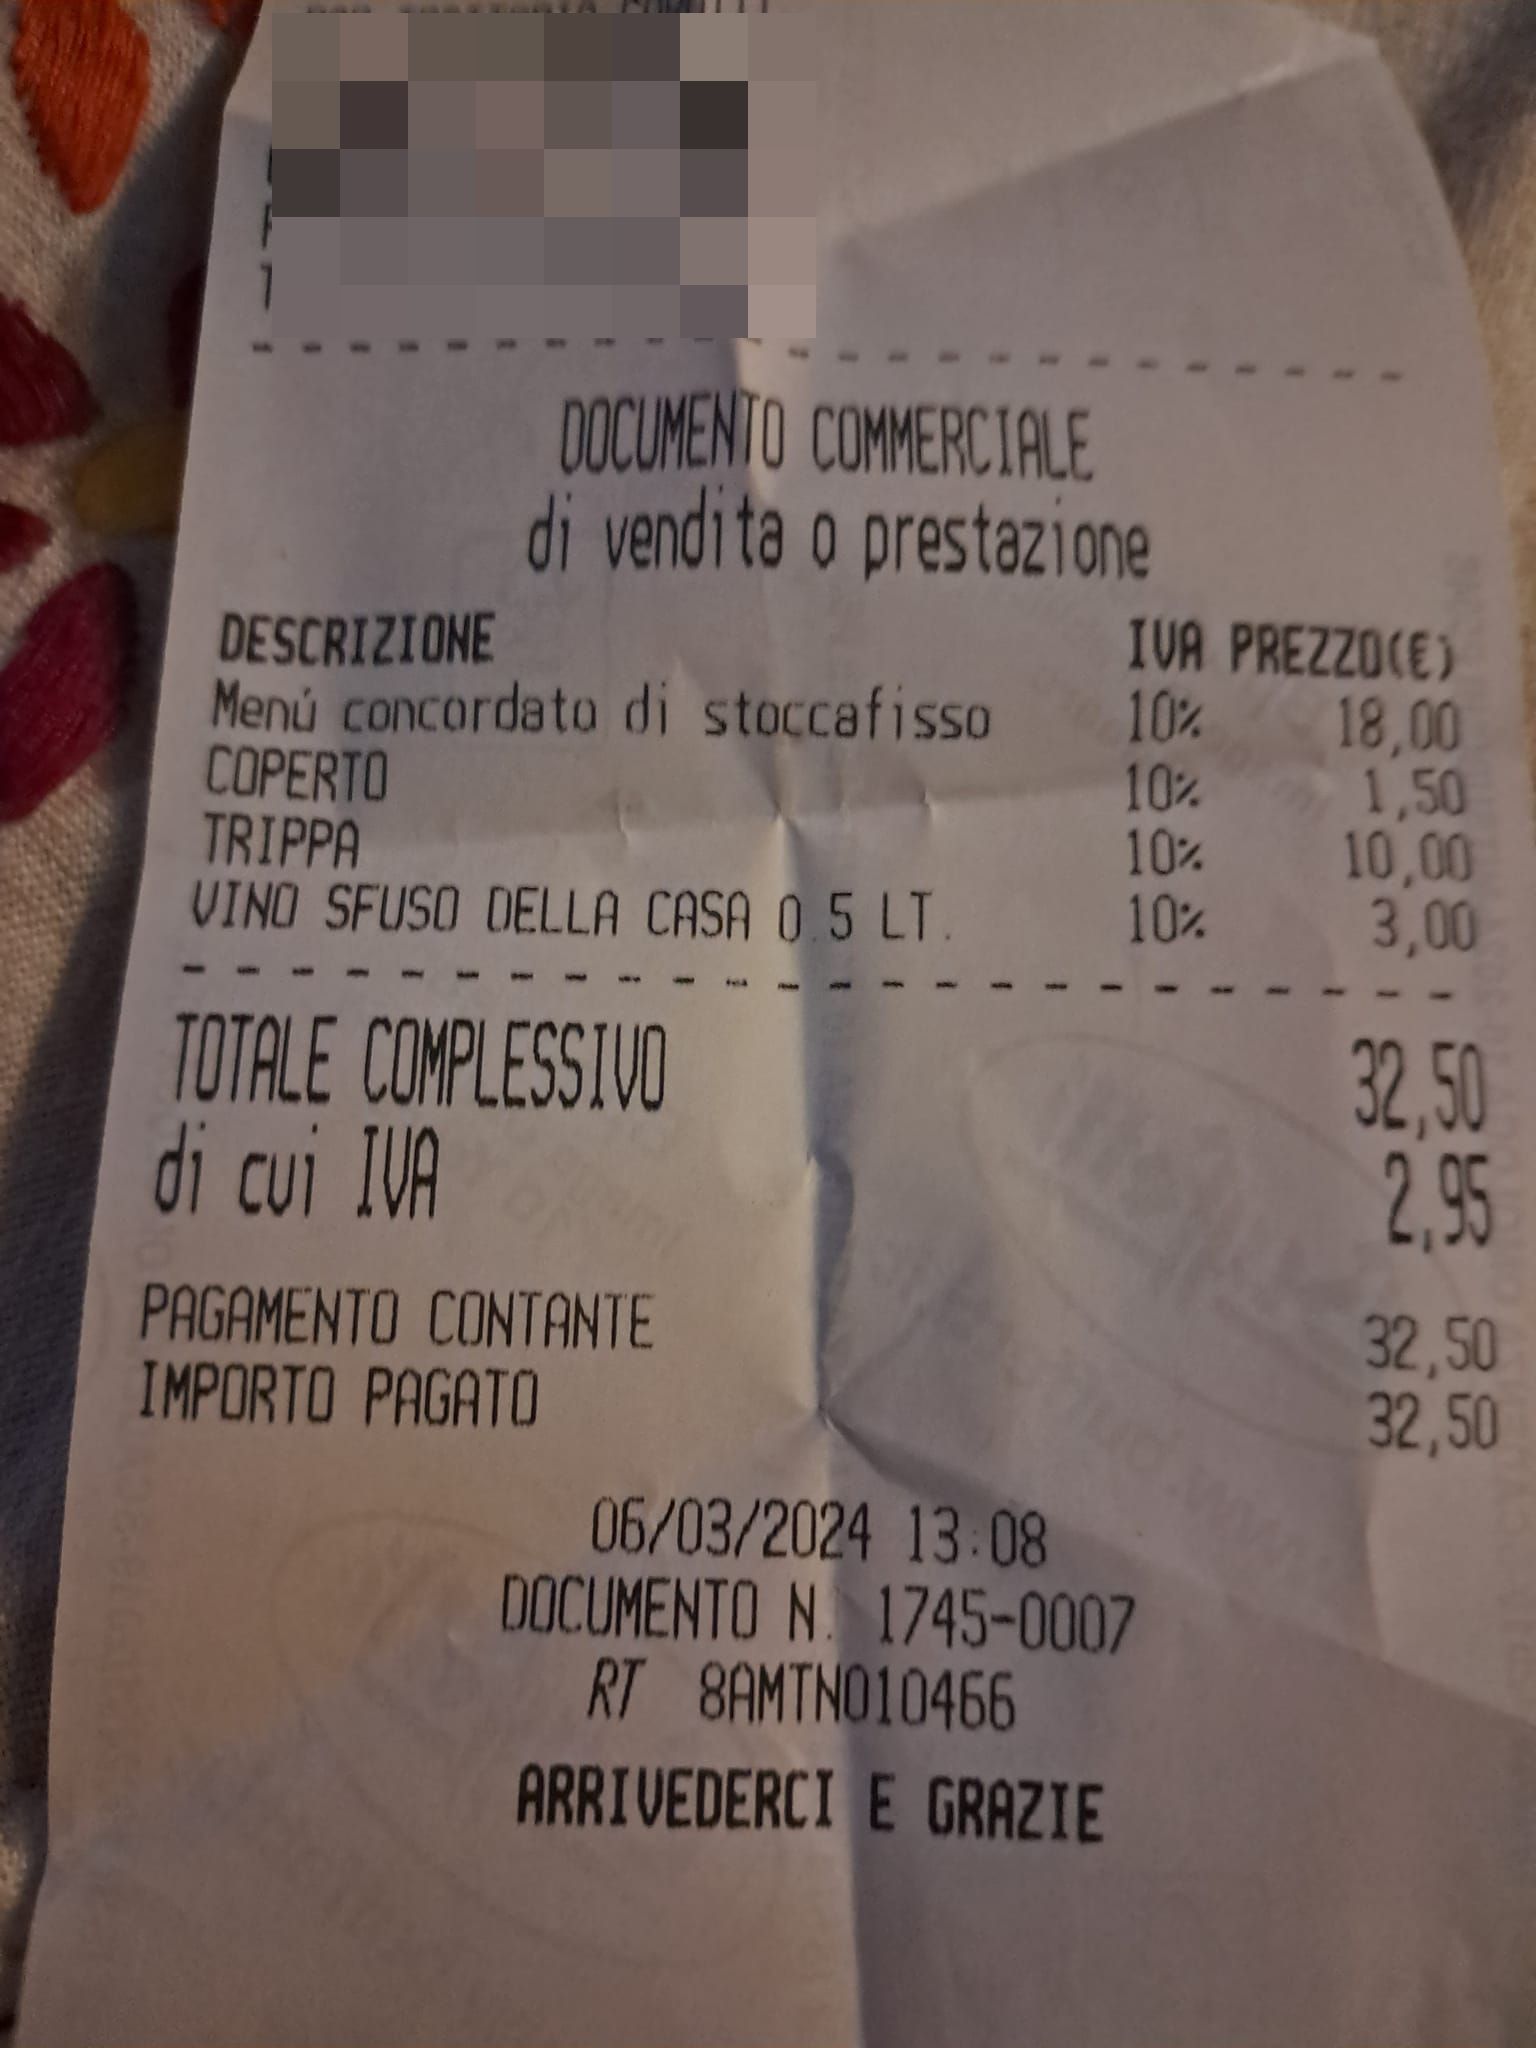 DOCUMENTO COMMERCIALE
di vendita o prestazione
DESCRIZIONE IVA PREZZO(€)
Menú concordato di stoccafisso 10% 18,00
COPERTO 10% 1,50
TRIPPA 10% 10,00
VINO SFUSO DELLA CASA 0.5 LT. 10% 3,00
TOTALE COMPLESSIVO 32,50
di cui IVA 2,95
PAGAMENTO CONTANTE 32,50
IMPORTO PAGATO 32,50
06/03/2024 13:08
DOCUMENTO N. 1745-0007
RT 8AMTN010466
ARRIVEDERCI E GRAZIE